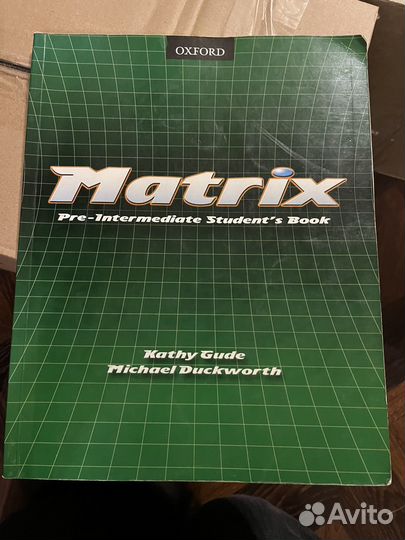 OXFORD
Matrix
Pre-Intermediate Student's Book
Kathy Gude
Michael Duckworth
Avito